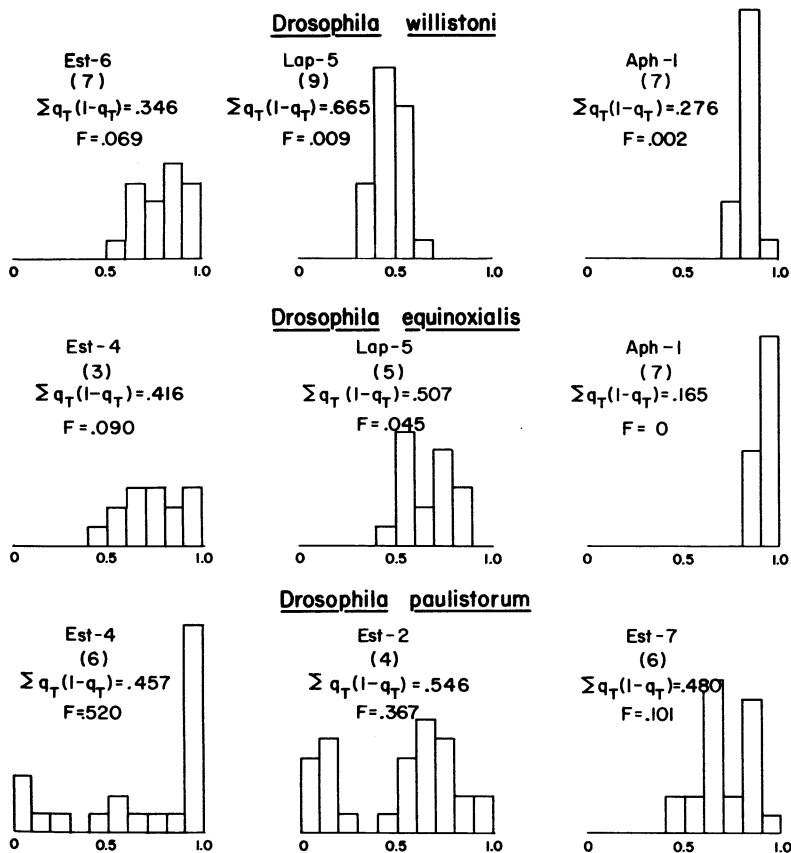 Drosophila willistoni
Est-6
(7)
Σq_T(1-q_T)=.346
F=.069
Lap-5
(9)
Σq_T(1-q_T)=.665
F=.009
Aph-1
(7)
Σq_T(1-q_T)=.276
F=.002
0 0.5 1.0
0 0.5 1.0
0 0.5 1.0
Drosophila equinoxialis
Est-4
(3)
Σq_T(1-q_T)=.416
F=.090
Lap-5
(5)
Σq_T(1-q_T)=.507
F=.045
Aph-1
(7)
Σq_T(1-q_T)=.165
F= 0
0 0.5 1.0
0 0.5 1.0
0 0.5 1.0
Drosophila paulistorum
Est-4
(6)
Σq_T(1-q_T)=.457
F=.520
Est-2
(4)
Σq_T(1-q_T)=.546
F=.367
Est-7
(6)
Σq_T(1-q_T)=.480
F=.101
0 0.5 1.0
0 0.5 1.0
0 0.5 1.0